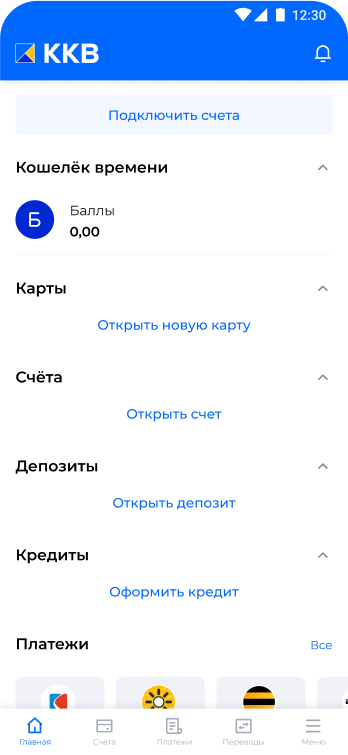 12:30
ККВ
Подключить счета
Кошелёк времени
Б
Баллы
0,00
Карты
Открыть новую карту
Счёта
Открыть счет
Депозиты
Открыть депозит
Кредиты
Оформить кредит
Платежи
Все
Главная
Счета
Платежи
Переводы
Меню